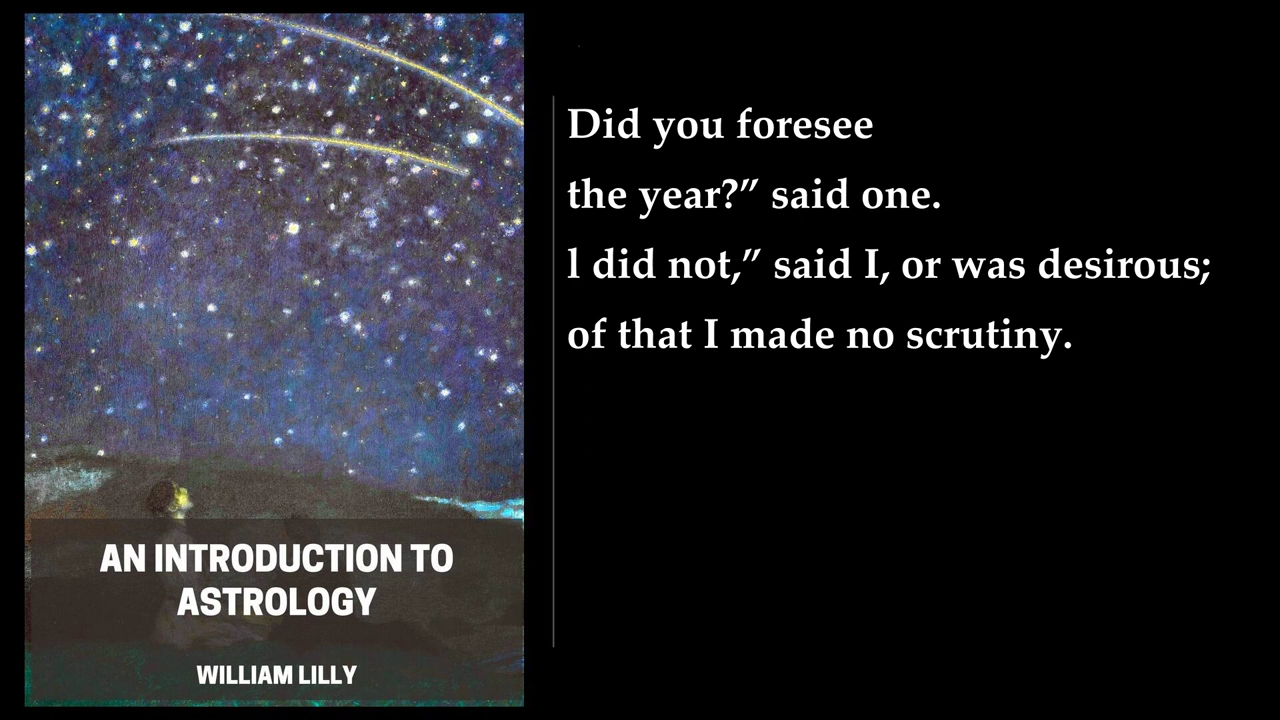 Did you foresee
the year?” said one.
l did not,” said I, or was desirous;
of that I made no scrutiny.
AN INTRODUCTION TO
ASTROLOGY
WILLIAM LILLY